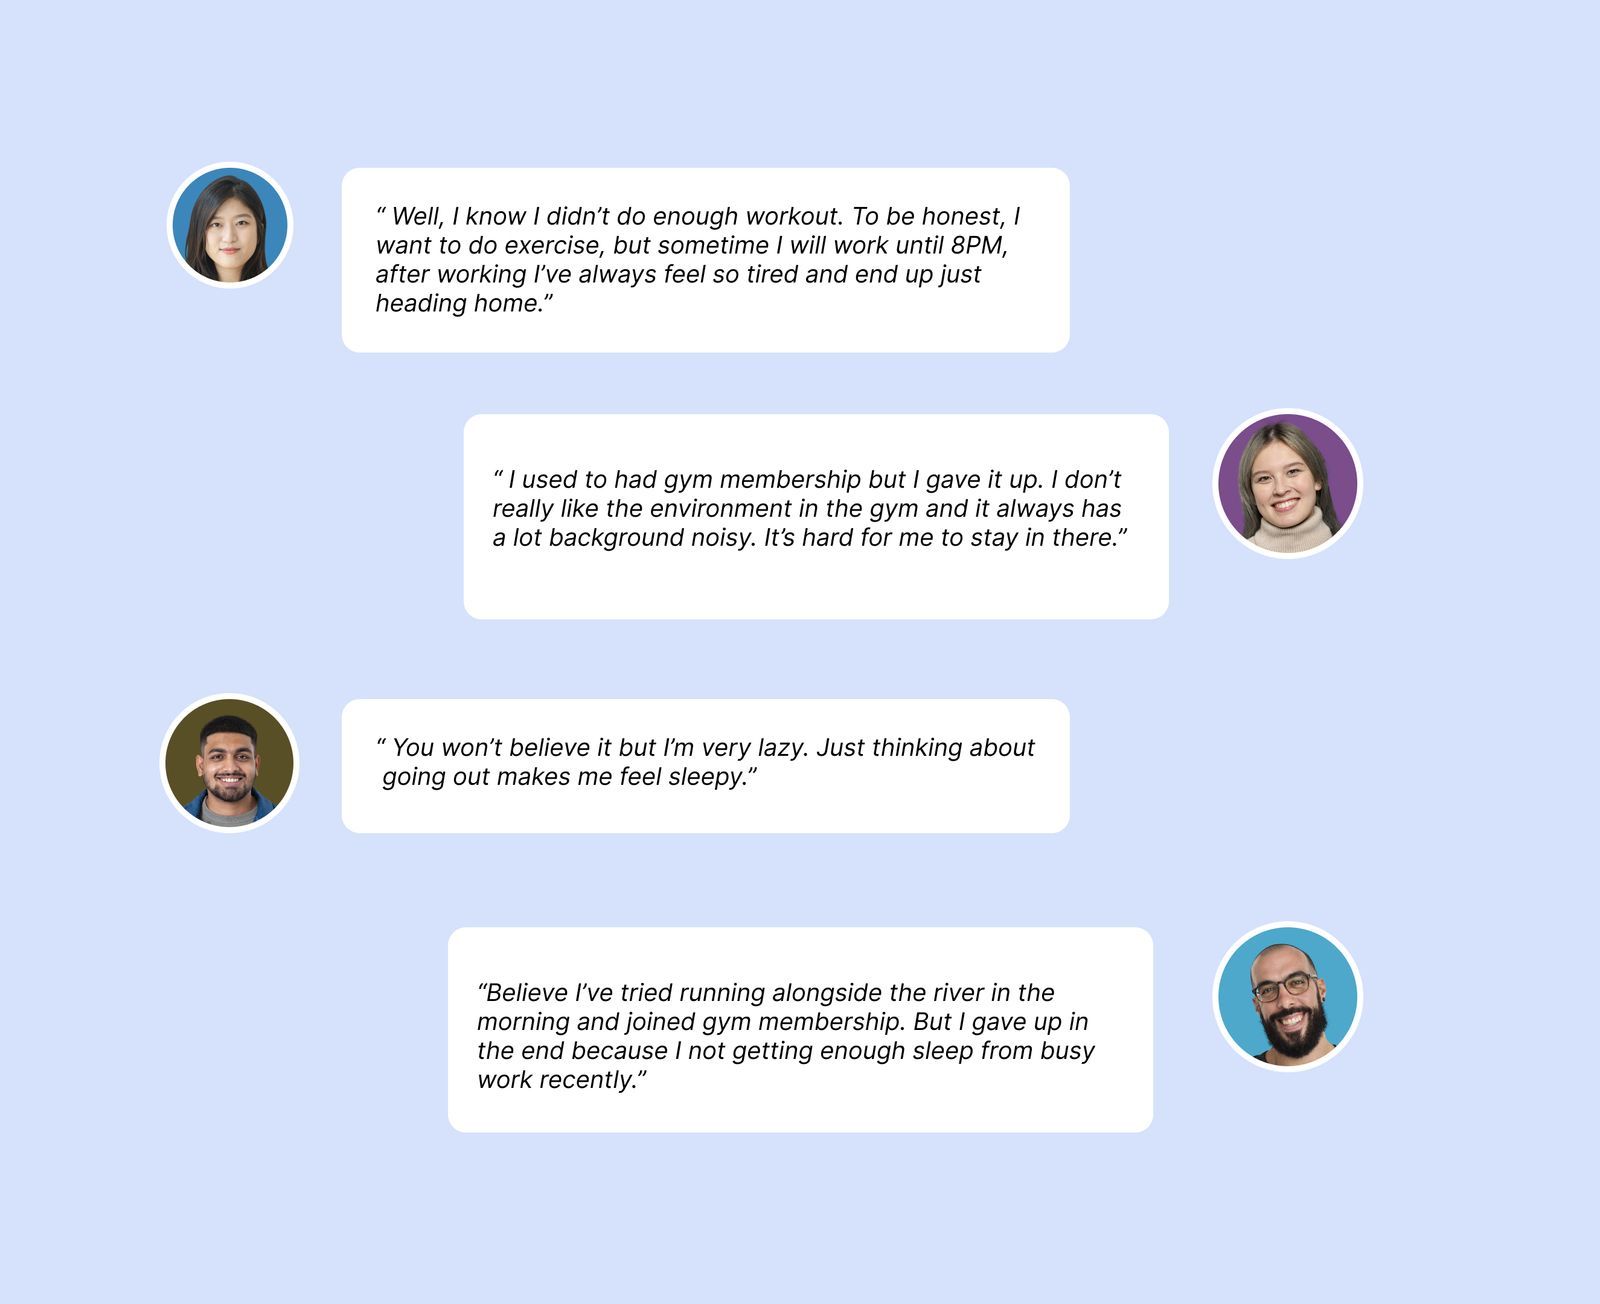 “ Well, I know I didn’t do enough workout. To be honest, I
want to do exercise, but sometime I will work until 8PM,
after working I’ve always feel so tired and end up just
heading home.”
“ I used to had gym membership but I gave it up. I don’t
really like the environment in the gym and it always has
a lot background noisy. It’s hard for me to stay in there.”
“ You won’t believe it but I’m very lazy. Just thinking about
going out makes me feel sleepy.”
“Believe I’ve tried running alongside the river in the
morning and joined gym membership. But I gave up in
the end because I not getting enough sleep from busy
work recently.”